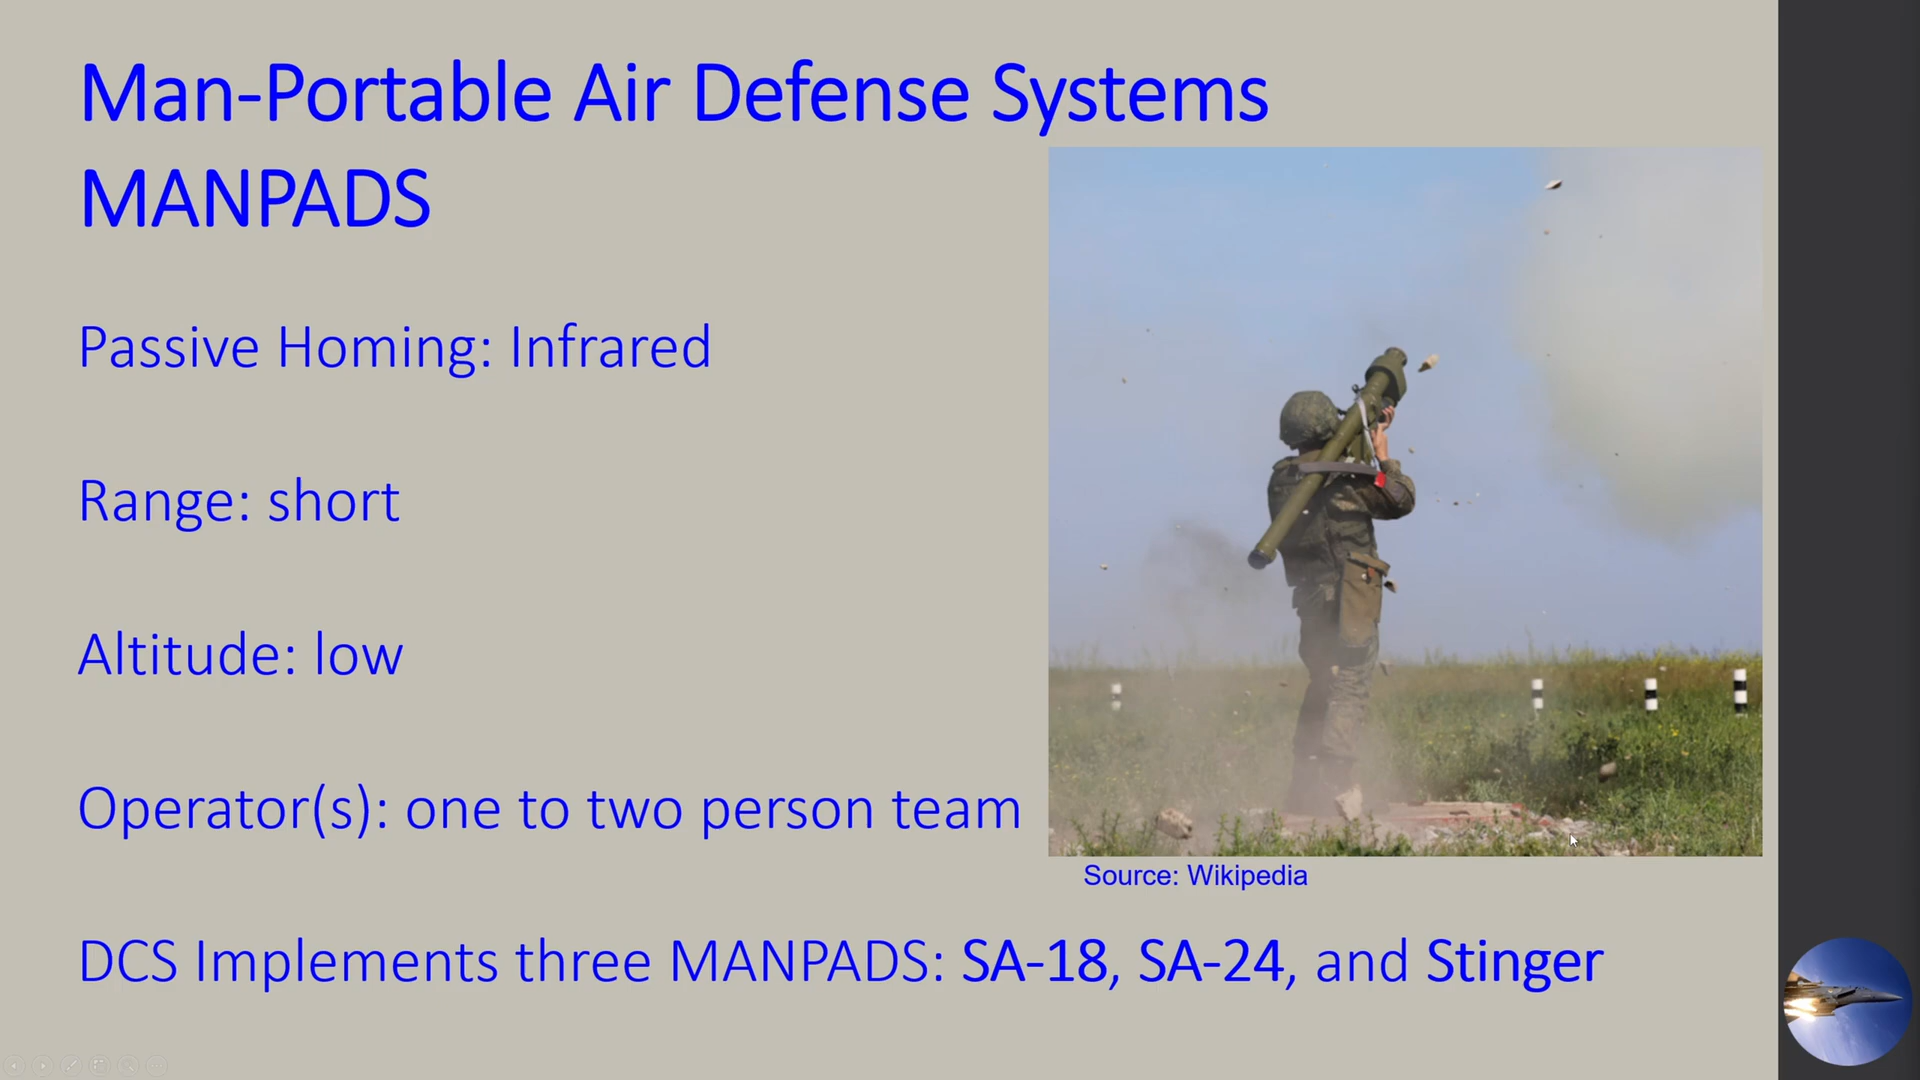 Man-Portable Air Defense Systems
MANPADS
Passive Homing: Infrared
Range: short
Altitude: low
Operator(s): one to two person team
Source: Wikipedia
DCS Implements three MANPADS: SA-18, SA-24, and Stinger